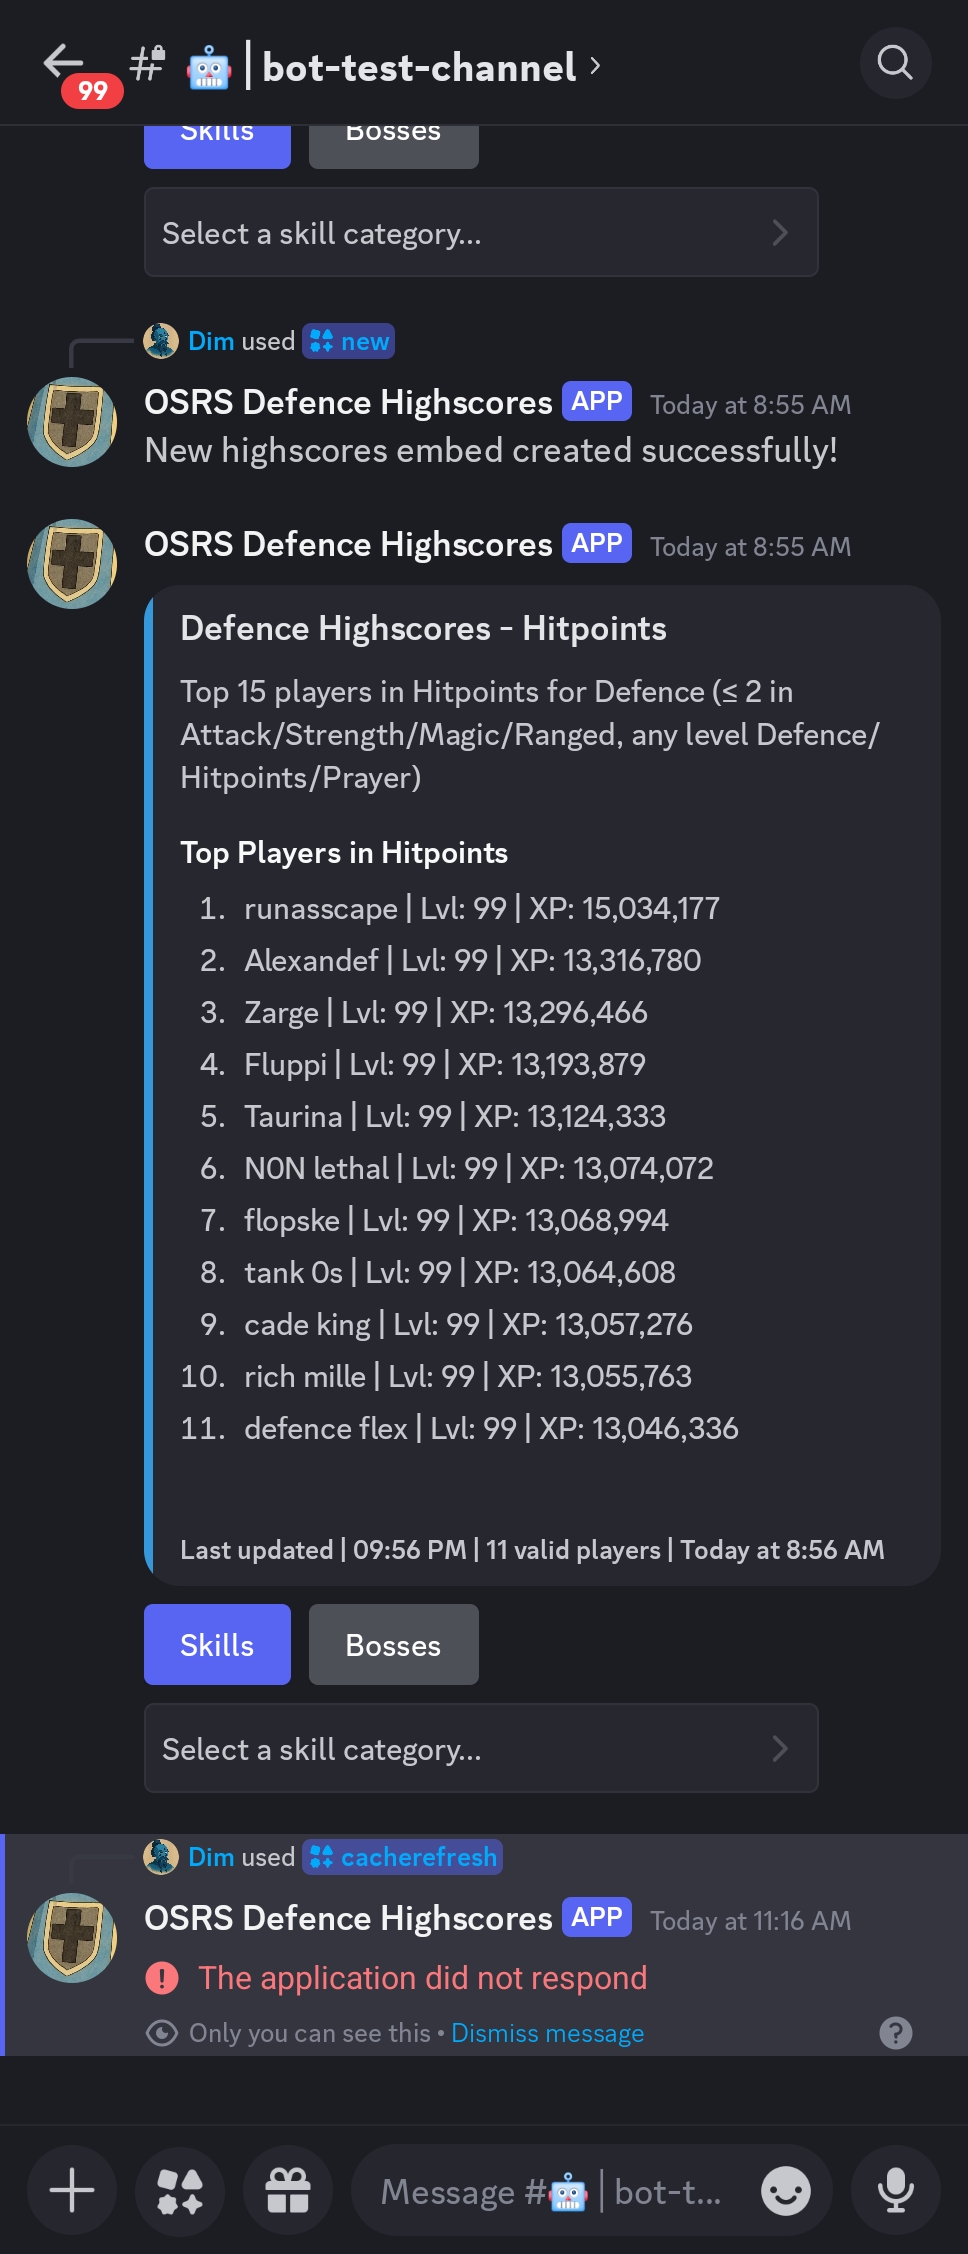 99
# 🤖 | bot-test-channel ›
Skills Bosses
Select a skill category...
Dim used new
OSRS Defence Highscores APP Today at 8:55 AM
New highscores embed created successfully!
OSRS Defence Highscores APP Today at 8:55 AM
Defence Highscores - Hitpoints
Top 15 players in Hitpoints for Defence (≤ 2 in
Attack/Strength/Magic/Ranged, any level Defence/
Hitpoints/Prayer)
Top Players in Hitpoints
1. runasscape | Lvl: 99 | XP: 15,034,177
2. Alexandef | Lvl: 99 | XP: 13,316,780
3. Zarge | Lvl: 99 | XP: 13,296,466
4. Fluppi | Lvl: 99 | XP: 13,193,879
5. Taurina | Lvl: 99 | XP: 13,124,333
6. N0N lethal | Lvl: 99 | XP: 13,074,072
7. flopske | Lvl: 99 | XP: 13,068,994
8. tank 0s | Lvl: 99 | XP: 13,064,608
9. cade king | Lvl: 99 | XP: 13,057,276
10. rich mille | Lvl: 99 | XP: 13,055,763
11. defence flex | Lvl: 99 | XP: 13,046,336
Last updated | 09:56 PM | 11 valid players | Today at 8:56 AM
Skills Bosses
Select a skill category...
Dim used cacherefresh
OSRS Defence Highscores APP Today at 11:16 AM
The application did not respond
Only you can see this • Dismiss message
Message #🤖 | bot-t...